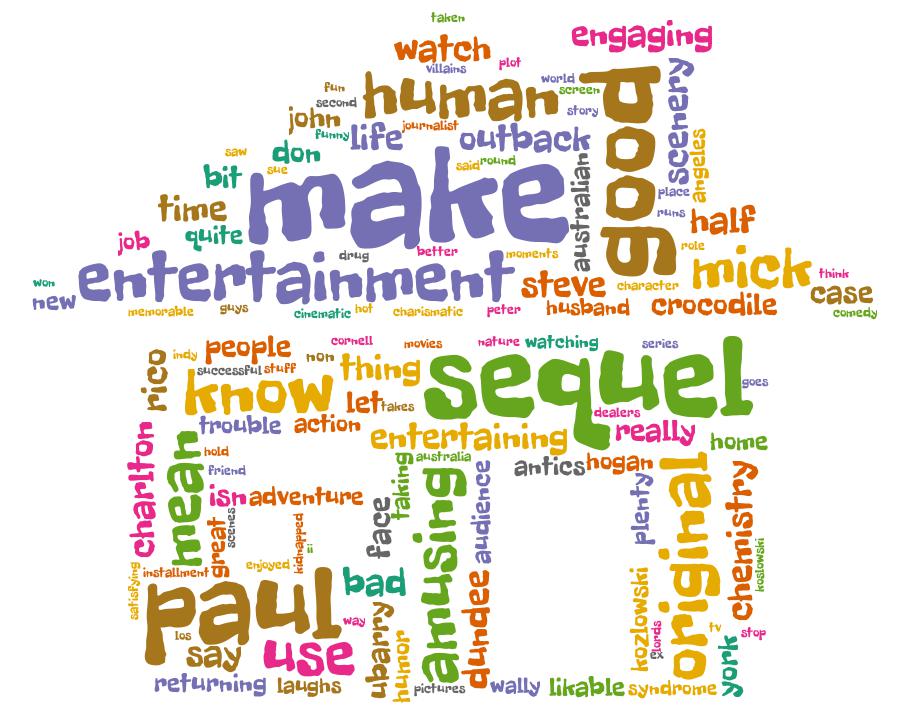 taken
engaging
watch
villains
plot
human
world
screen
good
scenery
fun
second
john
story
funny
life
journalist
outback
angeles
saw
don
sue
said
round
bit
make
australian
place
time
quite
runs
half
job
drug
better
moments
role
won
new
entertainment
steve
character
mick
think
case
memorable
guys
cinematic
hot
charismatic
peter
husband
crocodile
comedy
rico
indy
people
cornell
non
movies
nature
watching
series
successful
stuff
thing
sequel
goes
know
let
takes
dealers
trouble
action
entertaining
really
home
charlton
mean
hold
friend
australia
antics
hogan
isn
adventure
taking
amusing
audience
plenty
original
chemistry
great
scenes
kidnapped
ii
face
koslowski
satisfying
installment
enjoyed
paul
bad
los
way
say
use
ubarry
humor
dundee
kozlowski
lords
ex
tv
stop
york
returning
laughs
pictures
wally
likable
syndrome